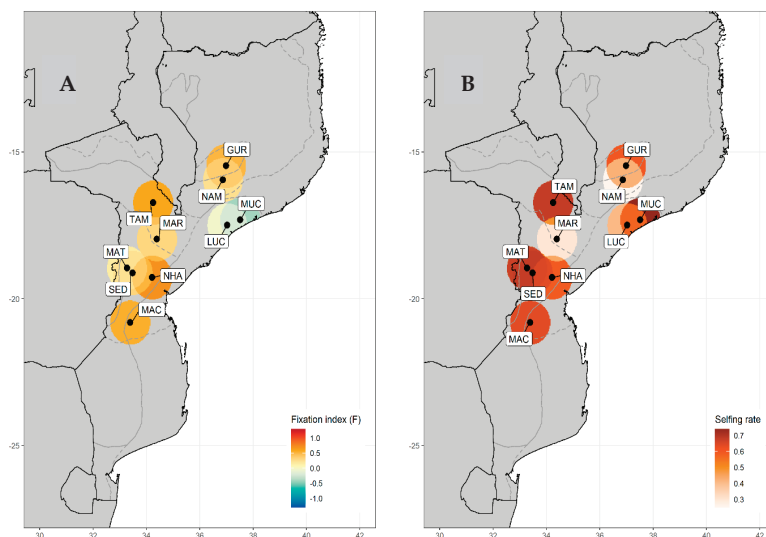 A
-15
-20
-25
GUR
NAM
MUC
LUC
TAM
MAR
MAT
SED
NHA
MAC
Fixation index (F)
1.0
0.5
0.0
-0.5
-1.0
30 32 34 36 38 40 42
B
-15
-20
-25
GUR
NAM
MUC
LUC
TAM
MAR
MAT
SED
NHA
MAC
Selfing rate
0.7
0.6
0.5
0.4
0.3
30 32 34 36 38 40 42